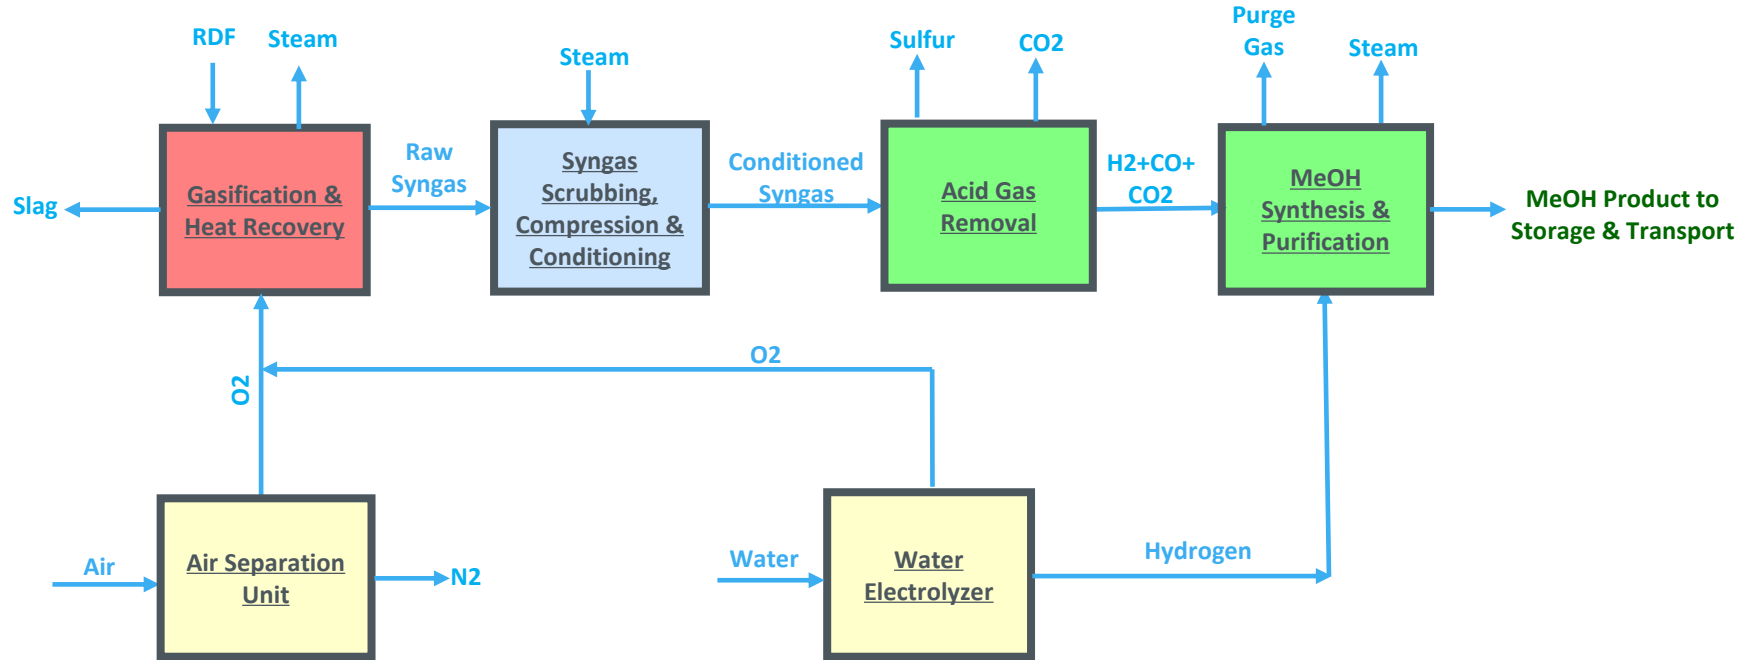 RDF
Steam
Steam
Sulfur
CO2
Purge
Gas
Steam
Slag
Gasification &
Heat Recovery
Raw
Syngas
Syngas
Scrubbing,
Compression &
Conditioning
Conditioned
Syngas
Acid Gas
Removal
H2+CO+
CO2
MeOH
Synthesis &
Purification
MeOH Product to
Storage & Transport
O2
O2
Air
Air Separation
Unit
N2
Water
Water
Electrolyzer
Hydrogen